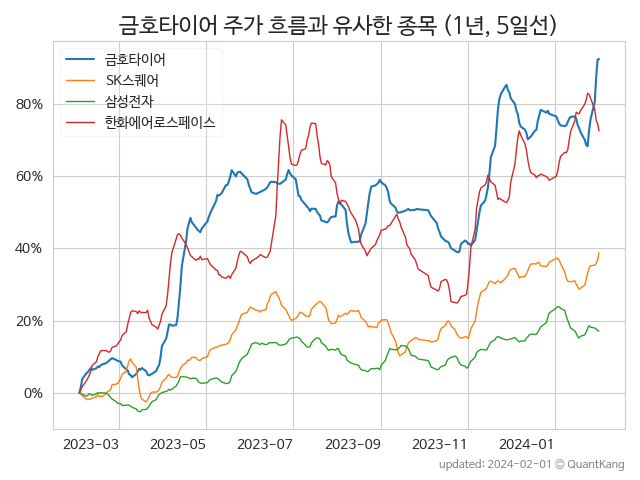 금호타이어 주가 흐름과 유사한 종목 (1년, 5일선)
금호타이어
SK스퀘어
삼성전자
한화에어로스페이스
80%
60%
40%
20%
0%
2023-03 2023-05 2023-07 2023-09 2023-11 2024-01
updated: 2024-02-01 © QuantKang